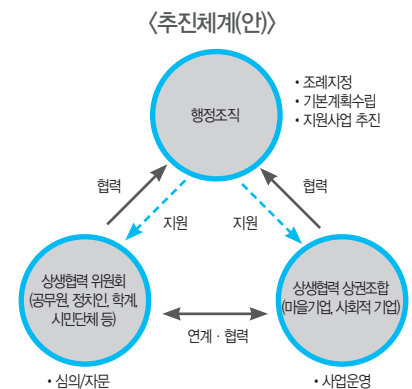 〈추진체계(안)〉
행정조직
• 조례지정
• 기본계획수립
• 지원사업 추진
협력
협력
지원
지원
상생협력 위원회
(공무원, 정치인, 학계,
시민단체 등)
상생협력 상권조합
(마을기업, 사회적 기업)
연계 · 협력
• 심의/자문
• 사업운영